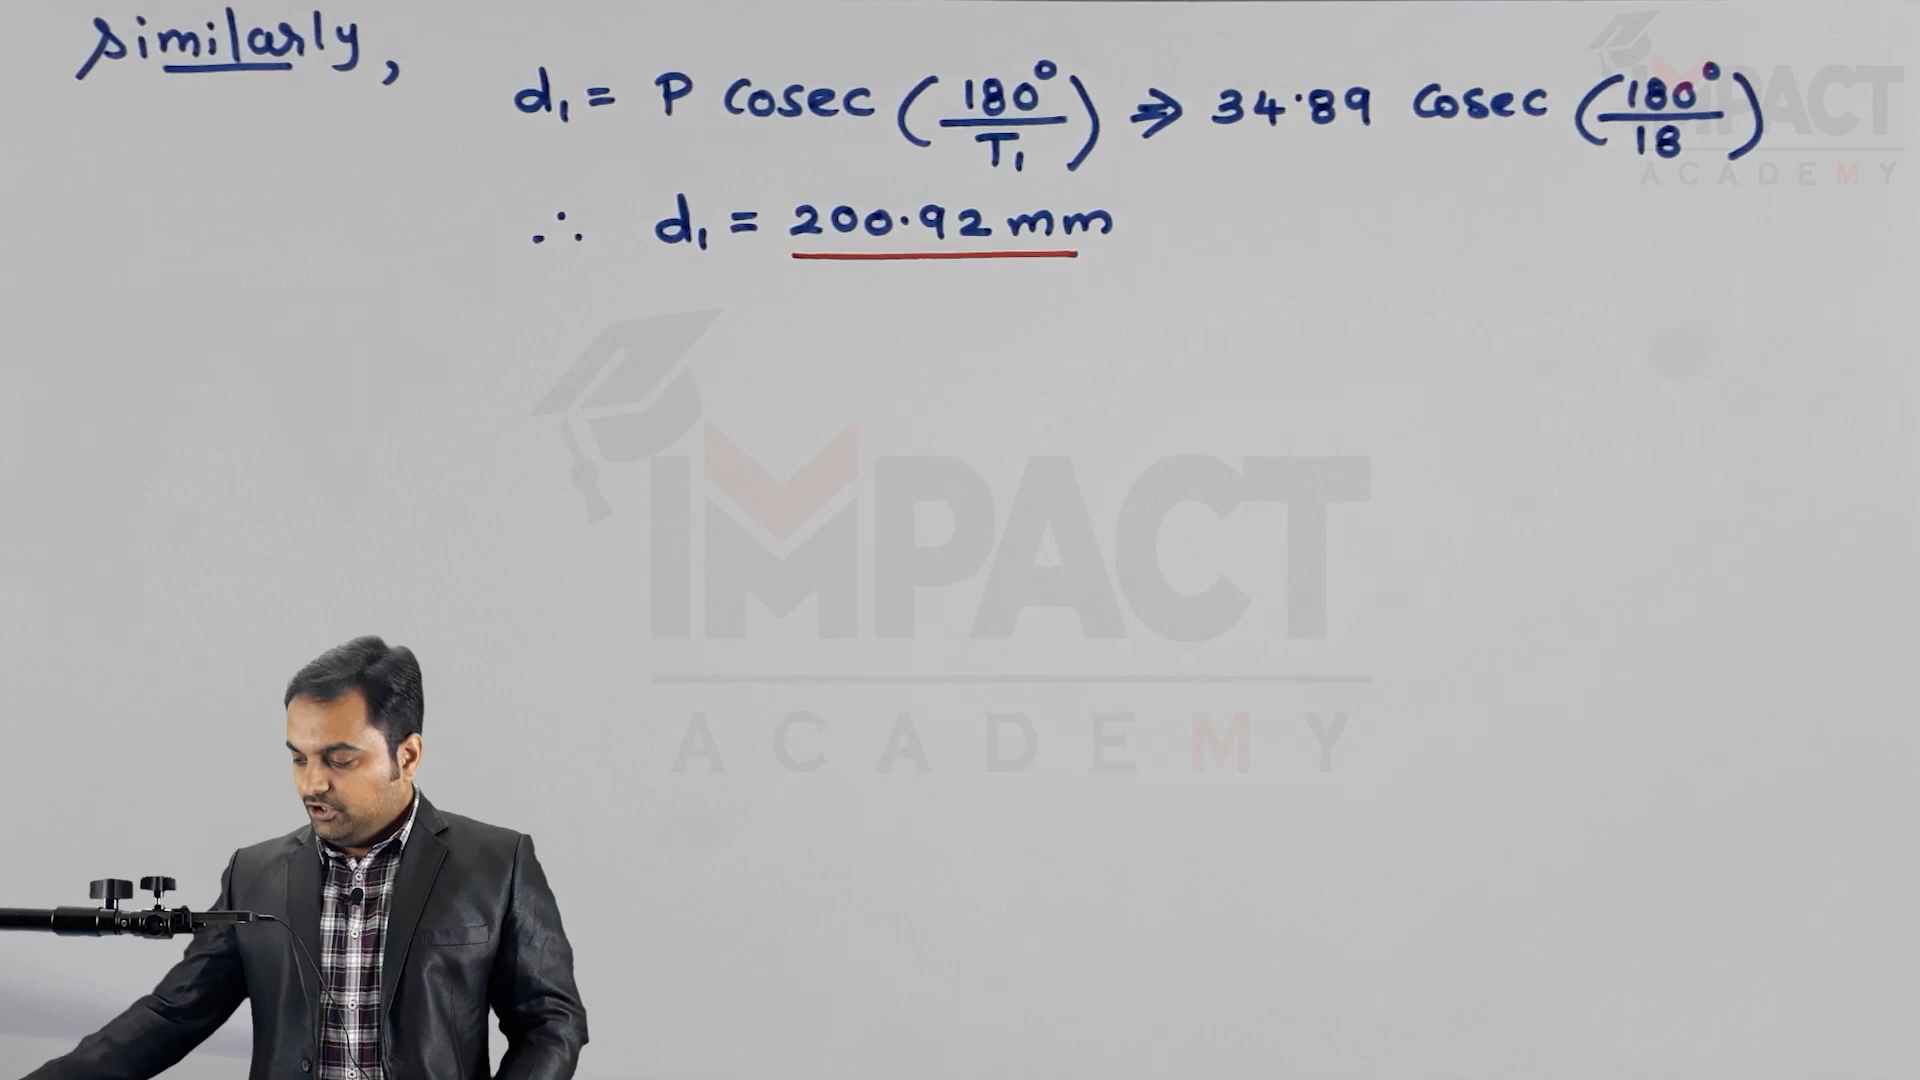 similarly,
d₁ = P cosec (180°/T₁) ⇒ 34.89 cosec (180°/18)
∴ d₁ = 200.92 mm
IMPACT
ACADEMY
IMPACT
ACADEMY